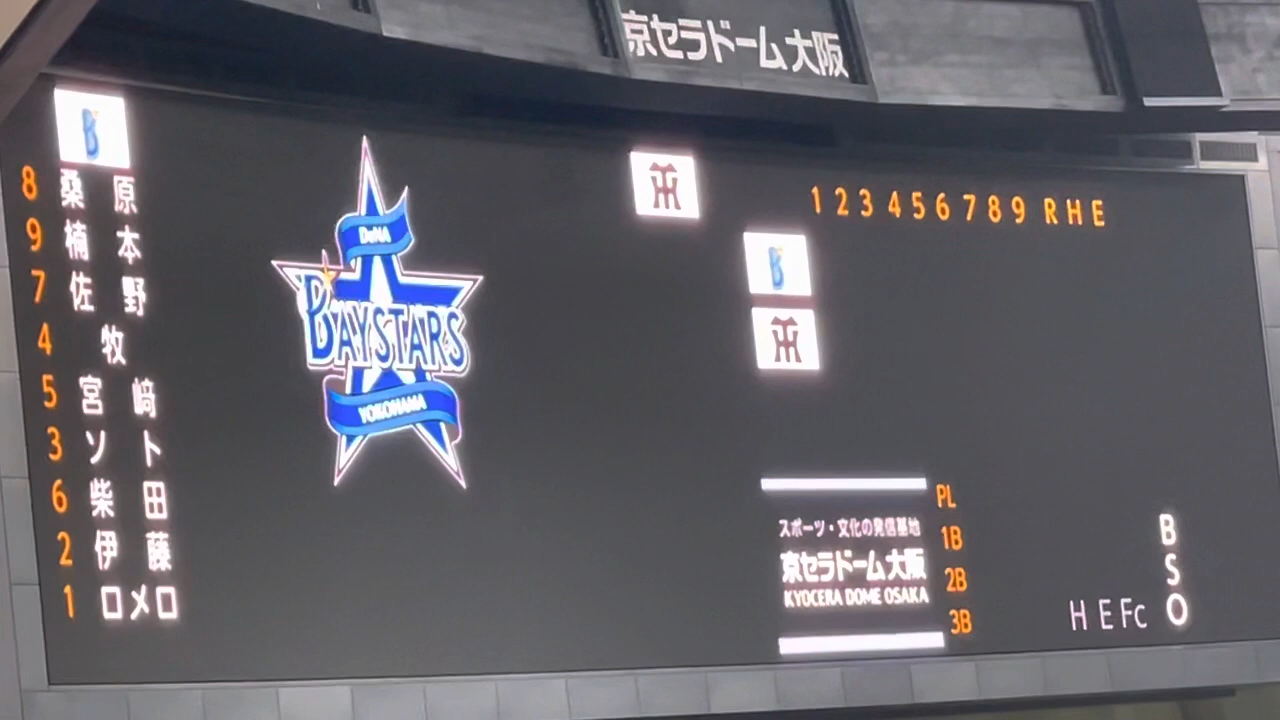 京セラドーム大阪
B
8 桑原
9 楠本
7 佐野
4 牧
5 宮﨑
3 ソト
6 柴田
2 伊藤
1 ロメロ
DeNA
BAYSTARS
YOKOHAMA
TH
1 2 3 4 5 6 7 8 9 R H E
B
TH
スポーツ・文化の発信基地
京セラドーム大阪
KYOCERA DOME OSAKA
PL
1B
2B
3B
B
S
O
H E Fc